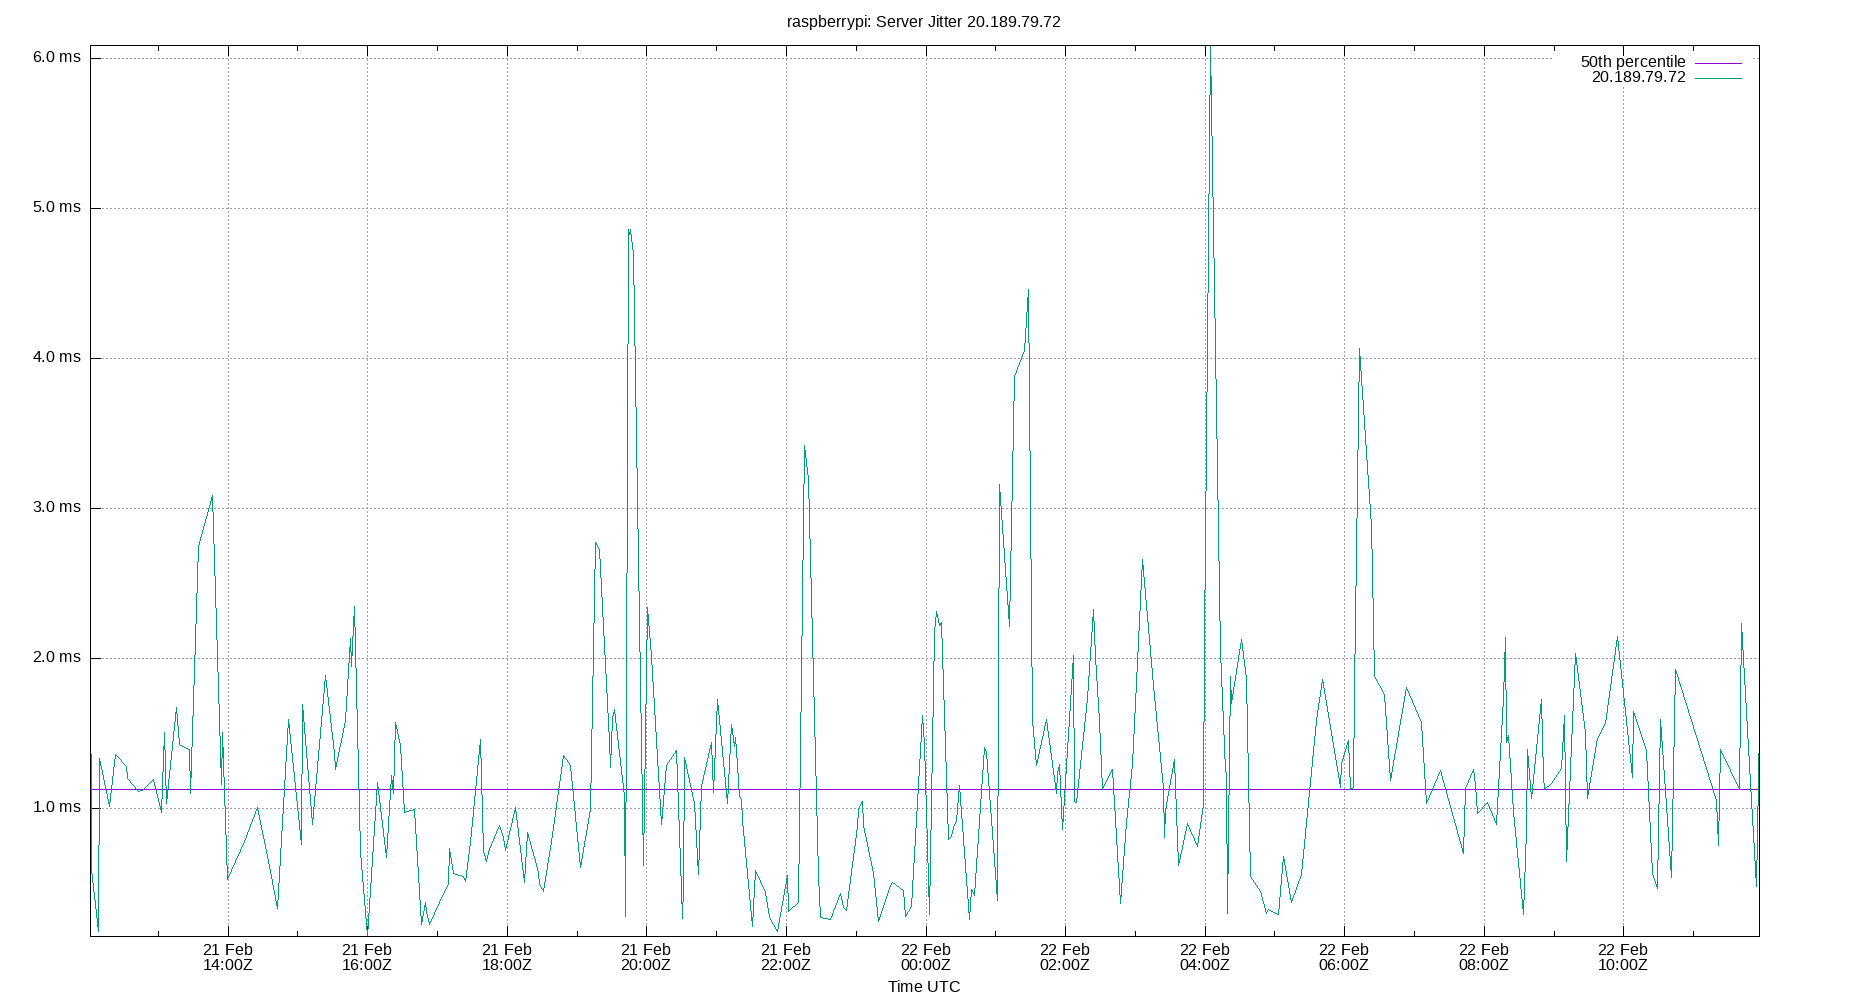 raspberrypi: Server Jitter 20.189.79.72
6.0 ms
5.0 ms
4.0 ms
3.0 ms
2.0 ms
1.0 ms
50th percentile
20.189.79.72
21 Feb
14:00Z
21 Feb
16:00Z
21 Feb
18:00Z
21 Feb
20:00Z
21 Feb
22:00Z
22 Feb
00:00Z
22 Feb
02:00Z
22 Feb
04:00Z
22 Feb
06:00Z
22 Feb
08:00Z
22 Feb
10:00Z
Time UTC